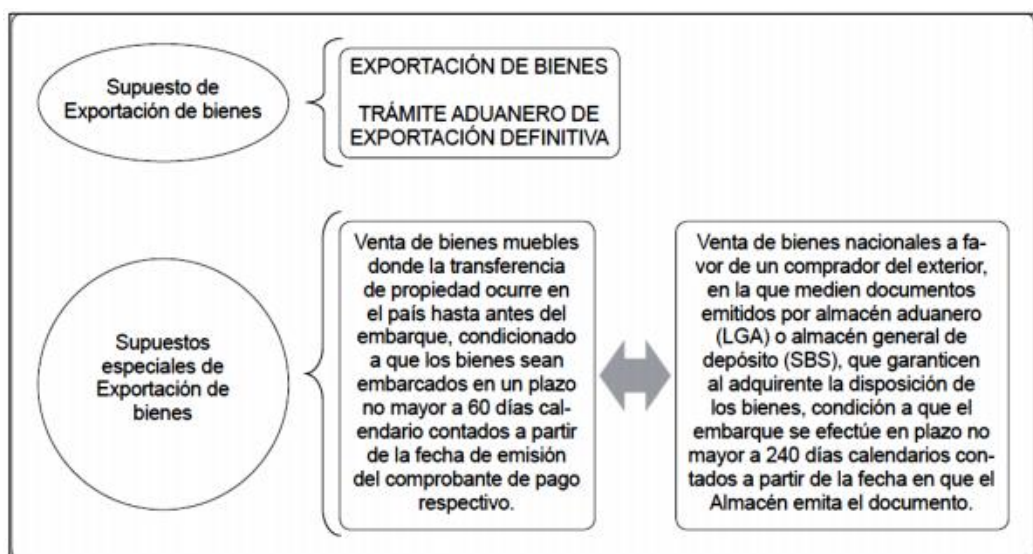 Supuesto de
Exportación de bienes
EXPORTACIÓN DE BIENES
TRÁMITE ADUANERO DE
EXPORTACIÓN DEFINITIVA
Supuestos
especiales de
Exportación de
bienes
Venta de bienes muebles
donde la transferencia
de propiedad ocurre en
el país hasta antes del
embarque, condicionado
a que los bienes sean
embarcados en un plazo
no mayor a 60 días cal-
endario contados a partir
de la fecha de emisión
del comprobante de pago
respectivo.
Venta de bienes nacionales a fa-
vor de un comprador del exterior,
en la que medien documentos
emitidos por almacén aduanero
(LGA) o almacén general de
depósito (SBS), que garanticen
al adquirente la disposición de
los bienes, condición a que el
embarque se efectúe en plazo no
mayor a 240 días calendarios con-
tados a partir de la fecha en que el
Almacén emita el documento.